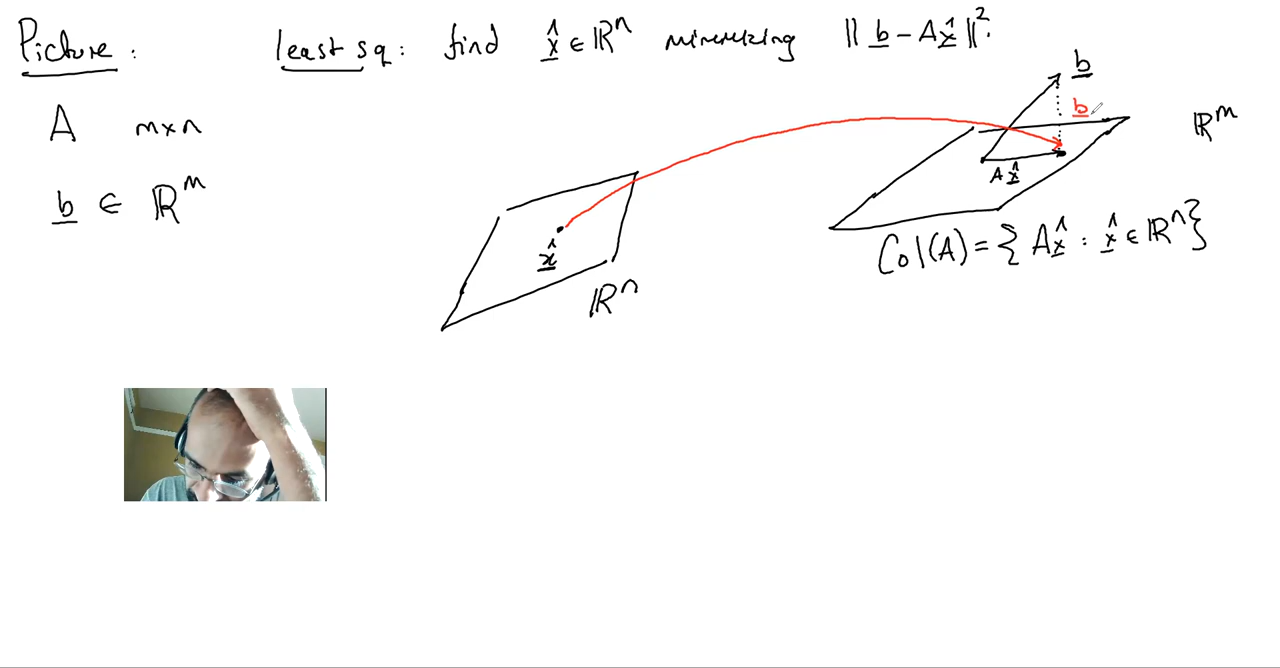 Picture :
least sq : find x̂ ∈ ℝⁿ minimizing || b - Ax̂ ||².
A m×n
b ∈ ℝᵐ
b
b
ℝᵐ
Ax̂
x̂
ℝⁿ
Col(A) = { Ax̂ : x̂ ∈ ℝⁿ }